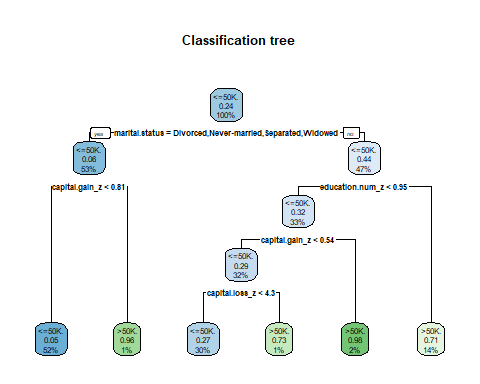 Classification tree
<=50K.
0.24
100%
yes
marital.status = Divorced,Never-married,Separated,Widowed
no
<=50K.
0.06
53%
<=50K.
0.44
47%
capital.gain_z < 0.81
education.num_z < 0.95
<=50K.
0.32
33%
capital.gain_z < 0.54
<=50K.
0.29
32%
capital.loss_z < 4.3
<=50K.
0.05
52%
>50K.
0.96
1%
<=50K.
0.27
30%
>50K.
0.73
1%
>50K.
0.98
2%
>50K.
0.71
14%